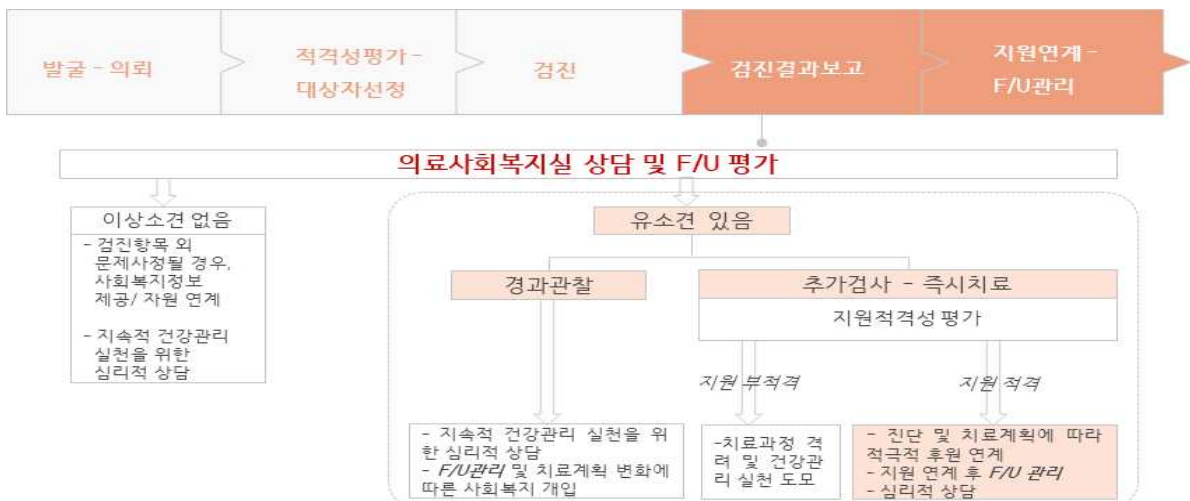 발굴 - 의뢰
적격성평가 -
대상자선정
검진
검진결과보고
지원연계 -
F/U관리
의료사회복지실 상담 및 F/U 평가
이상소견 없음
- 검진항목 외
문제사정될 경우,
사회복지정보
제공/ 자원 연계
- 지속적 건강관리
실천을 위한
심리적 상담
유소견 있음
경과관찰
추가검사 - 즉시치료
지원적격성 평가
지원 부적격
지원 적격
- 지속적 건강관리 실천을 위
한 심리적 상담
- F/U관리 및 치료계획 변화에
따른 사회복지 개입
-치료과정 격
려 및 건강관
리 실천 도모
- 진단 및 치료계획에 따라
적극적 후원 연계
- 지원 연계 후 F/U 관리
- 심리적 상담